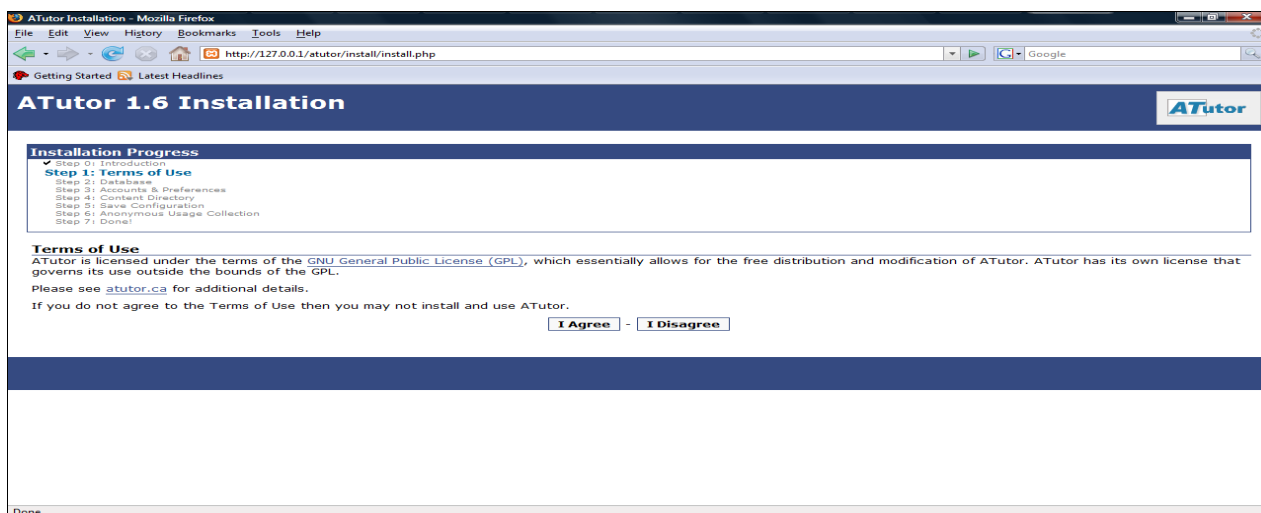 ATutor Installation - Mozilla Firefox
File Edit View History Bookmarks Tools Help
http://127.0.0.1/atutor/install/install.php
G Google
Getting Started Latest Headlines
ATutor 1.6 Installation
ATutor
Installation Progress
Step 0: Introduction
Step 1: Terms of Use
Step 2: Database
Step 3: Accounts & Preferences
Step 4: Content Directory
Step 5: Save Configuration
Step 6: Anonymous Usage Collection
Step 7: Done!
Terms of Use
ATutor is licensed under the terms of the GNU General Public License (GPL), which essentially allows for the free distribution and modification of ATutor. ATutor has its own license that
governs its use outside the bounds of the GPL.
Please see atutor.ca for additional details.
If you do not agree to the Terms of Use then you may not install and use ATutor.
I Agree - I Disagree
Done